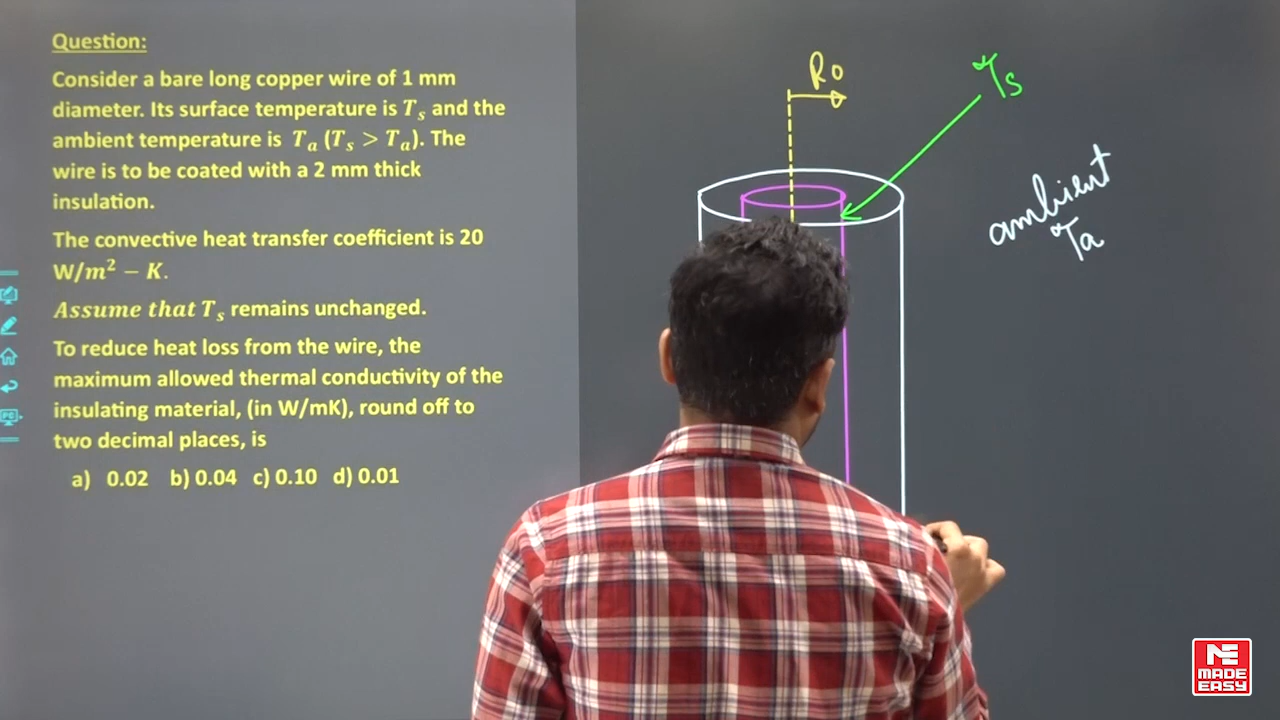 Question:
Consider a bare long copper wire of 1 mm
diameter. Its surface temperature is T_s and the
ambient temperature is T_a (T_s > T_a). The
wire is to be coated with a 2 mm thick
insulation.
The convective heat transfer coefficient is 20
W/m² − K.
Assume that T_s remains unchanged.
To reduce heat loss from the wire, the
maximum allowed thermal conductivity of the
insulating material, (in W/mK), round off to
two decimal places, is
a) 0.02 b) 0.04 c) 0.10 d) 0.01
R0
Ts
ambient
Ta
PC
ME
MADE
EASY